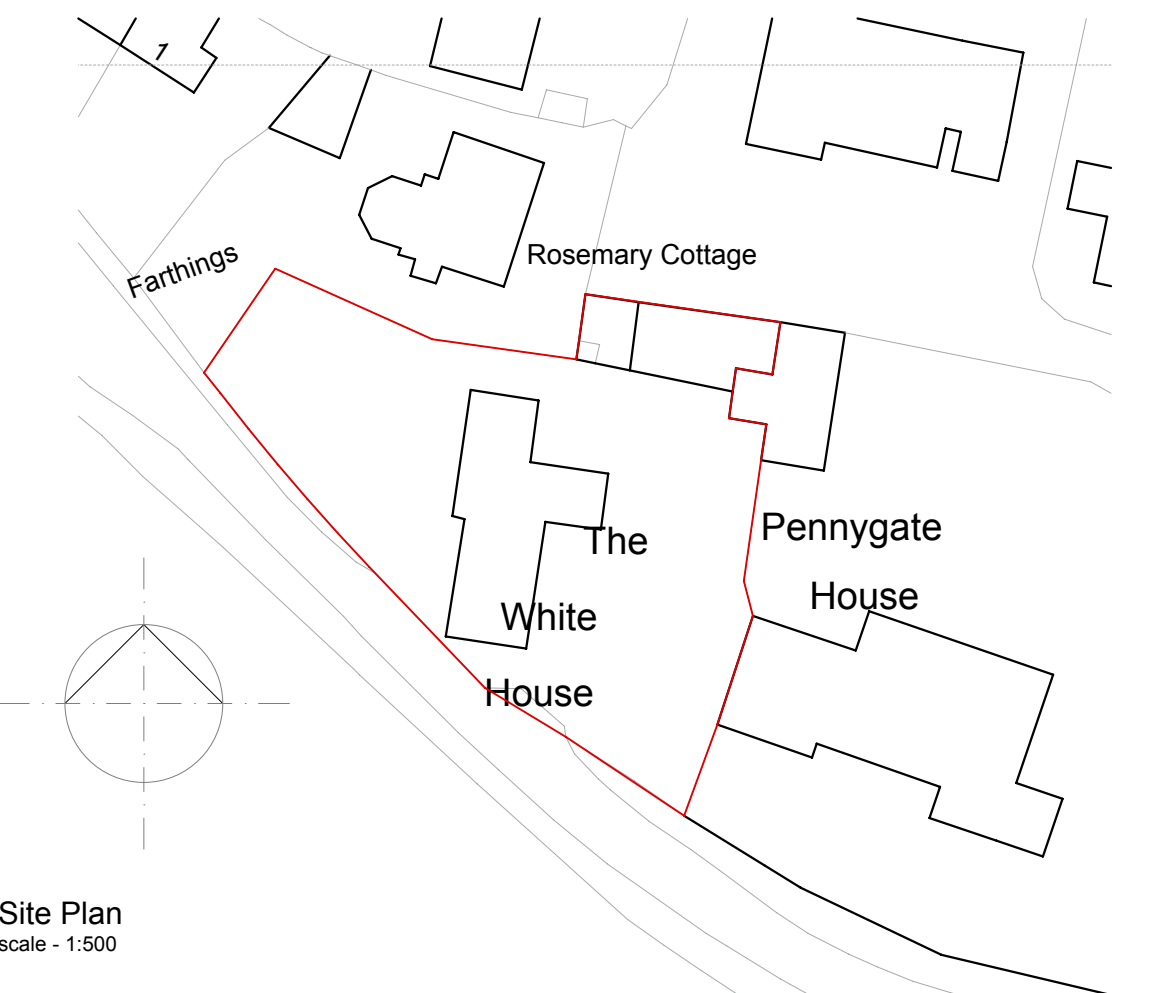 1
Farthings
Rosemary Cottage
The
White
House
Pennygate
House
Site Plan
scale - 1:500